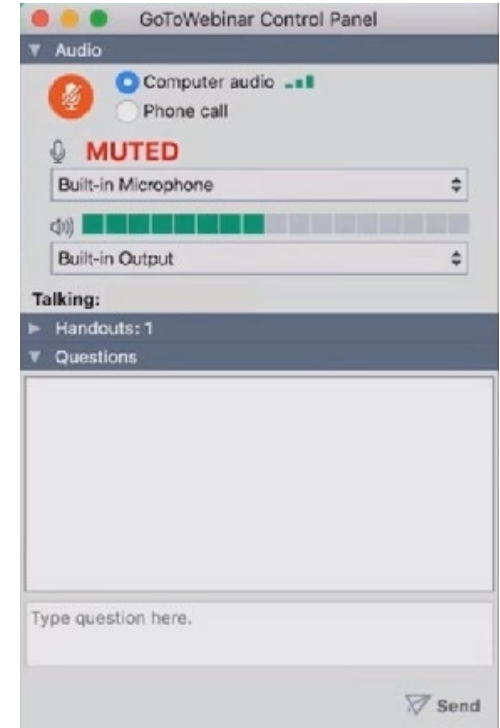 GoToWebinar Control Panel
Audio
Computer audio
Phone call
MUTED
Built-in Microphone
Built-in Output
Talking:
Handouts: 1
Questions
Type question here.
Send